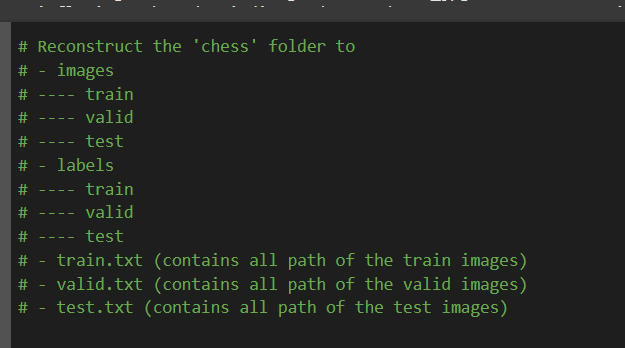 # Reconstruct the 'chess' folder to
# - images
# ---- train
# ---- valid
# ---- test
# - labels
# ---- train
# ---- valid
# ---- test
# - train.txt (contains all path of the train images)
# - valid.txt (contains all path of the valid images)
# - test.txt (contains all path of the test images)